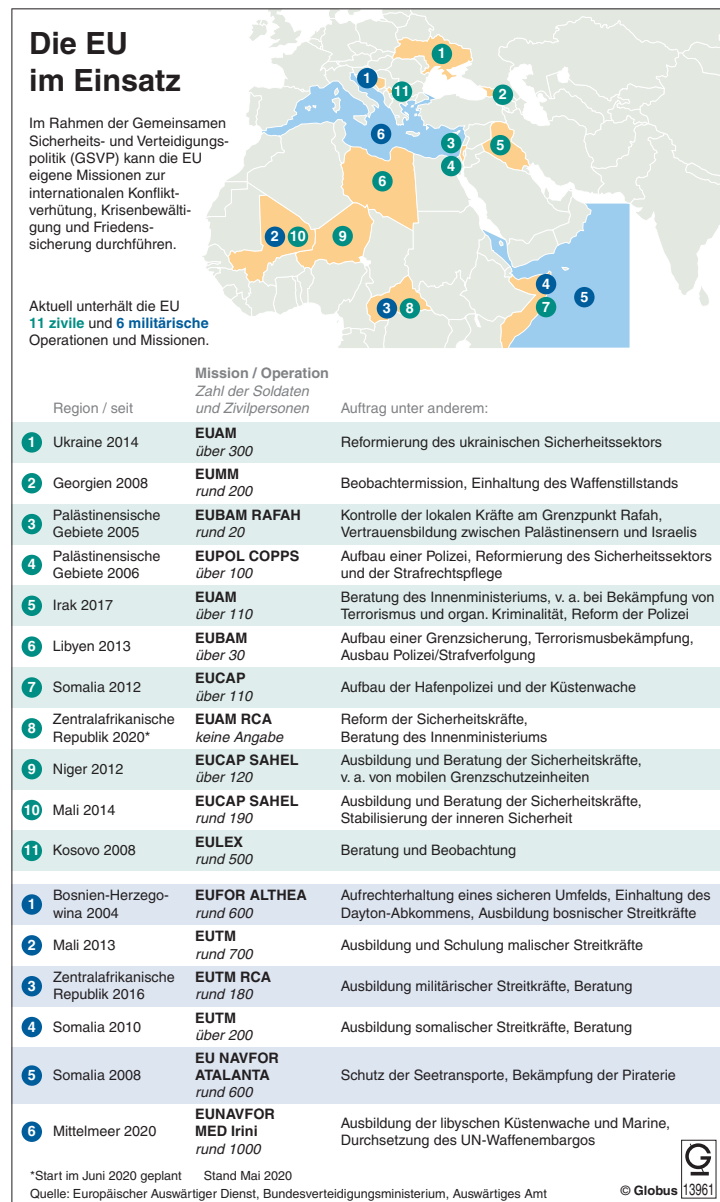 Die EU
im Einsatz
Im Rahmen der Gemeinsamen
Sicherheits- und Verteidigungs-
politik (GSVP) kann die EU
eigene Missionen zur
internationalen Konflikt-
verhütung, Krisenbewälti-
gung und Friedens-
sicherung durchführen.
Aktuell unterhält die EU
11 zivile und 6 militärische
Operationen und Missionen.
1
1
11
2
6
3
4
5
6
2
10
9
3
8
4
7
5
Region / seit
Mission / Operation
Zahl der Soldaten
und Zivilpersonen
Auftrag unter anderem:
1 Ukraine 2014
EUAM
über 300
Reformierung des ukrainischen Sicherheitssektors
2 Georgien 2008
EUMM
rund 200
Beobachtermission, Einhaltung des Waffenstillstands
3 Palästinensische
Gebiete 2005
EUBAM RAFAH
rund 20
Kontrolle der lokalen Kräfte am Grenzpunkt Rafah,
Vertrauensbildung zwischen Palästinensern und Israelis
4 Palästinensische
Gebiete 2006
EUPOL COPPS
über 100
Aufbau einer Polizei, Reformierung des Sicherheitssektors
und der Strafrechtspflege
5 Irak 2017
EUAM
über 110
Beratung des Innenministeriums, v. a. bei Bekämpfung von
Terrorismus und organ. Kriminalität, Reform der Polizei
6 Libyen 2013
EUBAM
über 30
Aufbau einer Grenzsicherung, Terrorismusbekämpfung,
Ausbau Polizei/Strafverfolgung
7 Somalia 2012
EUCAP
über 110
Aufbau der Hafenpolizei und der Küstenwache
8 Zentralafrikanische
Republik 2020*
EUAM RCA
keine Angabe
Reform der Sicherheitskräfte,
Beratung des Innenministeriums
9 Niger 2012
EUCAP SAHEL
über 120
Ausbildung und Beratung der Sicherheitskräfte,
v. a. von mobilen Grenzschutzeinheiten
10 Mali 2014
EUCAP SAHEL
rund 190
Ausbildung und Beratung der Sicherheitskräfte,
Stabilisierung der inneren Sicherheit
11 Kosovo 2008
EULEX
rund 500
Beratung und Beobachtung
1 Bosnien-Herzego-
wina 2004
EUFOR ALTHEA
rund 600
Aufrechterhaltung eines sicheren Umfelds, Einhaltung des
Dayton-Abkommens, Ausbildung bosnischer Streitkräfte
2 Mali 2013
EUTM
rund 700
Ausbildung und Schulung malischer Streitkräfte
3 Zentralafrikanische
Republik 2016
EUTM RCA
rund 180
Ausbildung militärischer Streitkräfte, Beratung
4 Somalia 2010
EUTM
über 200
Ausbildung somalischer Streitkräfte, Beratung
5 Somalia 2008
EU NAVFOR
ATALANTA
rund 600
Schutz der Seetransporte, Bekämpfung der Piraterie
6 Mittelmeer 2020
EUNAVFOR
MED Irini
rund 1000
Ausbildung der libyschen Küstenwache und Marine,
Durchsetzung des UN-Waffenembargos
*Start im Juni 2020 geplant Stand Mai 2020
Quelle: Europäischer Auswärtiger Dienst, Bundesverteidigungsministerium, Auswärtiges Amt
© Globus 13961
G